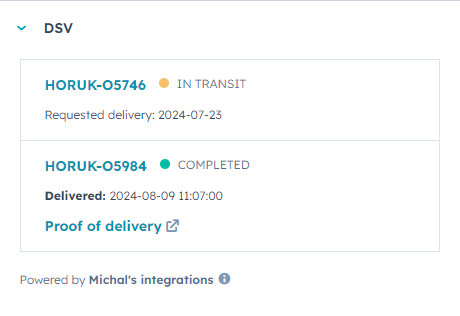 DSV
HORUK-O5746 IN TRANSIT
Requested delivery: 2024-07-23
HORUK-O5984 COMPLETED
Delivered: 2024-08-09 11:07:00
Proof of delivery
Powered by Michal's integrations